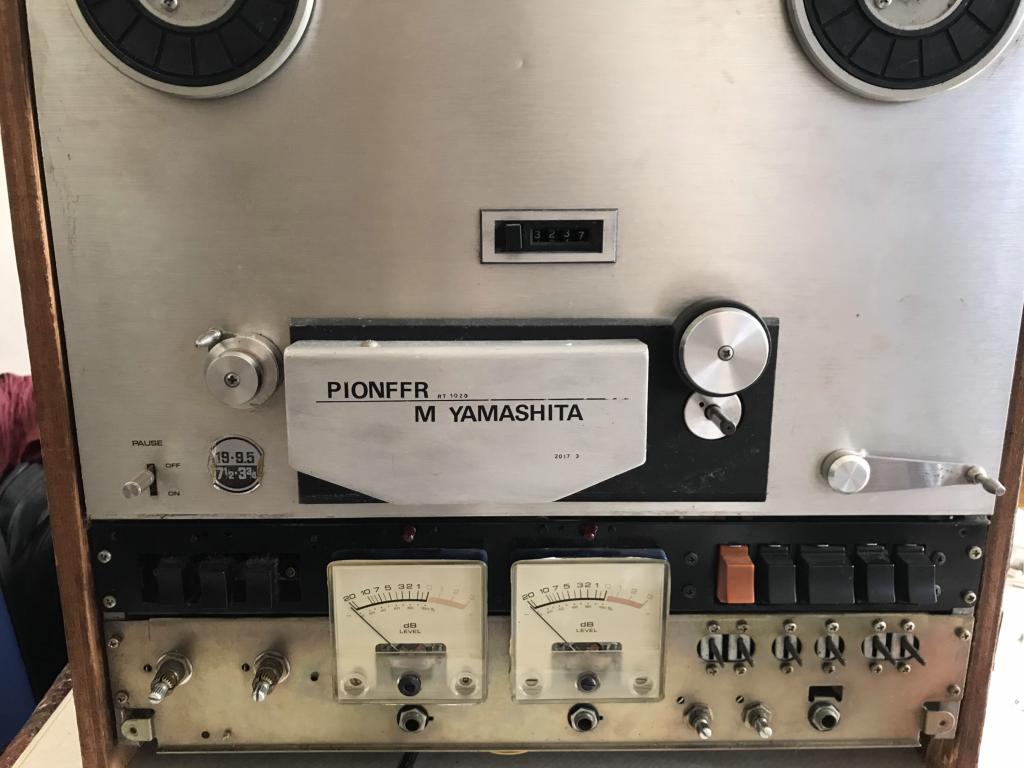 3237
PIONFFR RT 1020
M YAMASHITA
2017 3
PAUSE
OFF
ON
19-9.5
7½-3¾
20 10 7 5 3 2 1 0 1 2 3
dB
LEVEL
20 10 7 5 3 2 1 0 1 2 3
dB
LEVEL